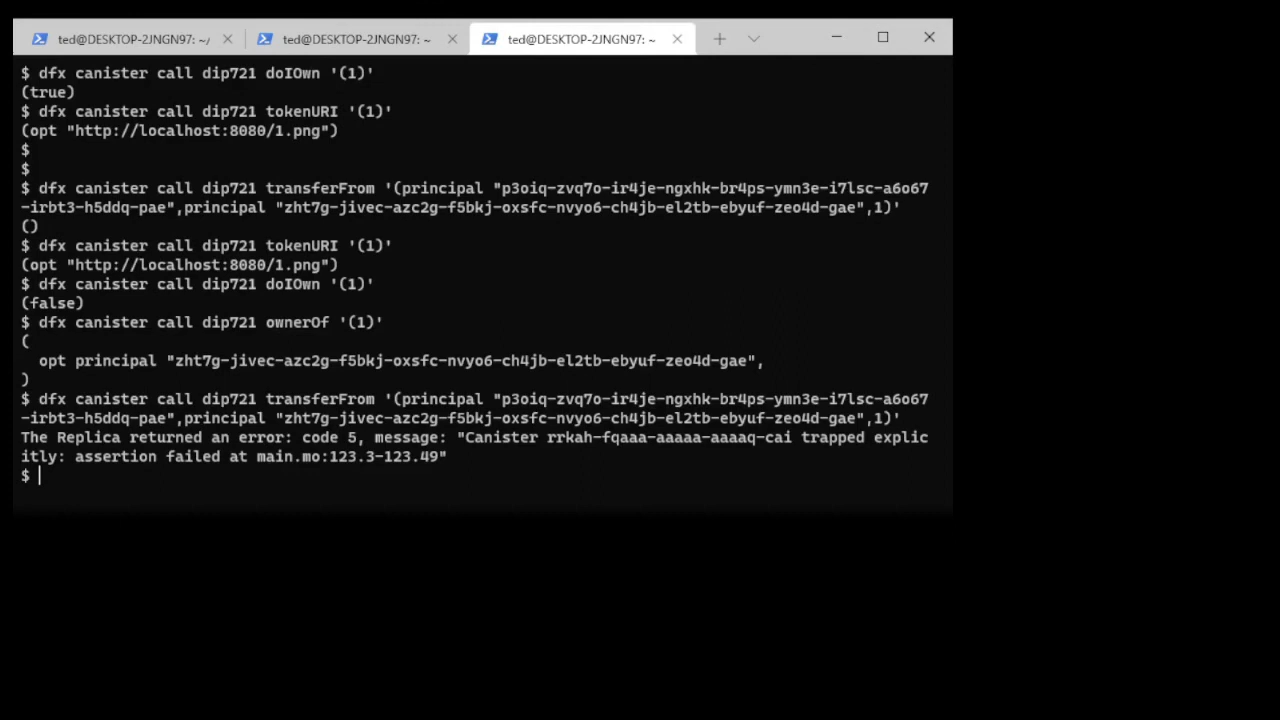 ted@DESKTOP-2JNGN97: ~/
ted@DESKTOP-2JNGN97: ~
ted@DESKTOP-2JNGN97: ~
$ dfx canister call dip721 doIOwn '(1)'
(true)
$ dfx canister call dip721 tokenURI '(1)'
(opt "http://localhost:8080/1.png")
$
$
$ dfx canister call dip721 transferFrom '(principal "p3oiq-zvq7o-ir4je-ngxhk-br4ps-ymn3e-i7lsc-a6o67
-irbt3-h5ddq-pae",principal "zht7g-jivec-azc2g-f5bkj-oxsfc-nvyo6-ch4jb-el2tb-ebyuf-zeo4d-gae",1)'
()
$ dfx canister call dip721 tokenURI '(1)'
(opt "http://localhost:8080/1.png")
$ dfx canister call dip721 doIOwn '(1)'
(false)
$ dfx canister call dip721 ownerOf '(1)'
(
opt principal "zht7g-jivec-azc2g-f5bkj-oxsfc-nvyo6-ch4jb-el2tb-ebyuf-zeo4d-gae",
)
$ dfx canister call dip721 transferFrom '(principal "p3oiq-zvq7o-ir4je-ngxhk-br4ps-ymn3e-i7lsc-a6o67
-irbt3-h5ddq-pae",principal "zht7g-jivec-azc2g-f5bkj-oxsfc-nvyo6-ch4jb-el2tb-ebyuf-zeo4d-gae",1)'
The Replica returned an error: code 5, message: "Canister rrkah-fqaaa-aaaaa-aaaaq-cai trapped explic
itly: assertion failed at main.mo:123.3-123.49"
$